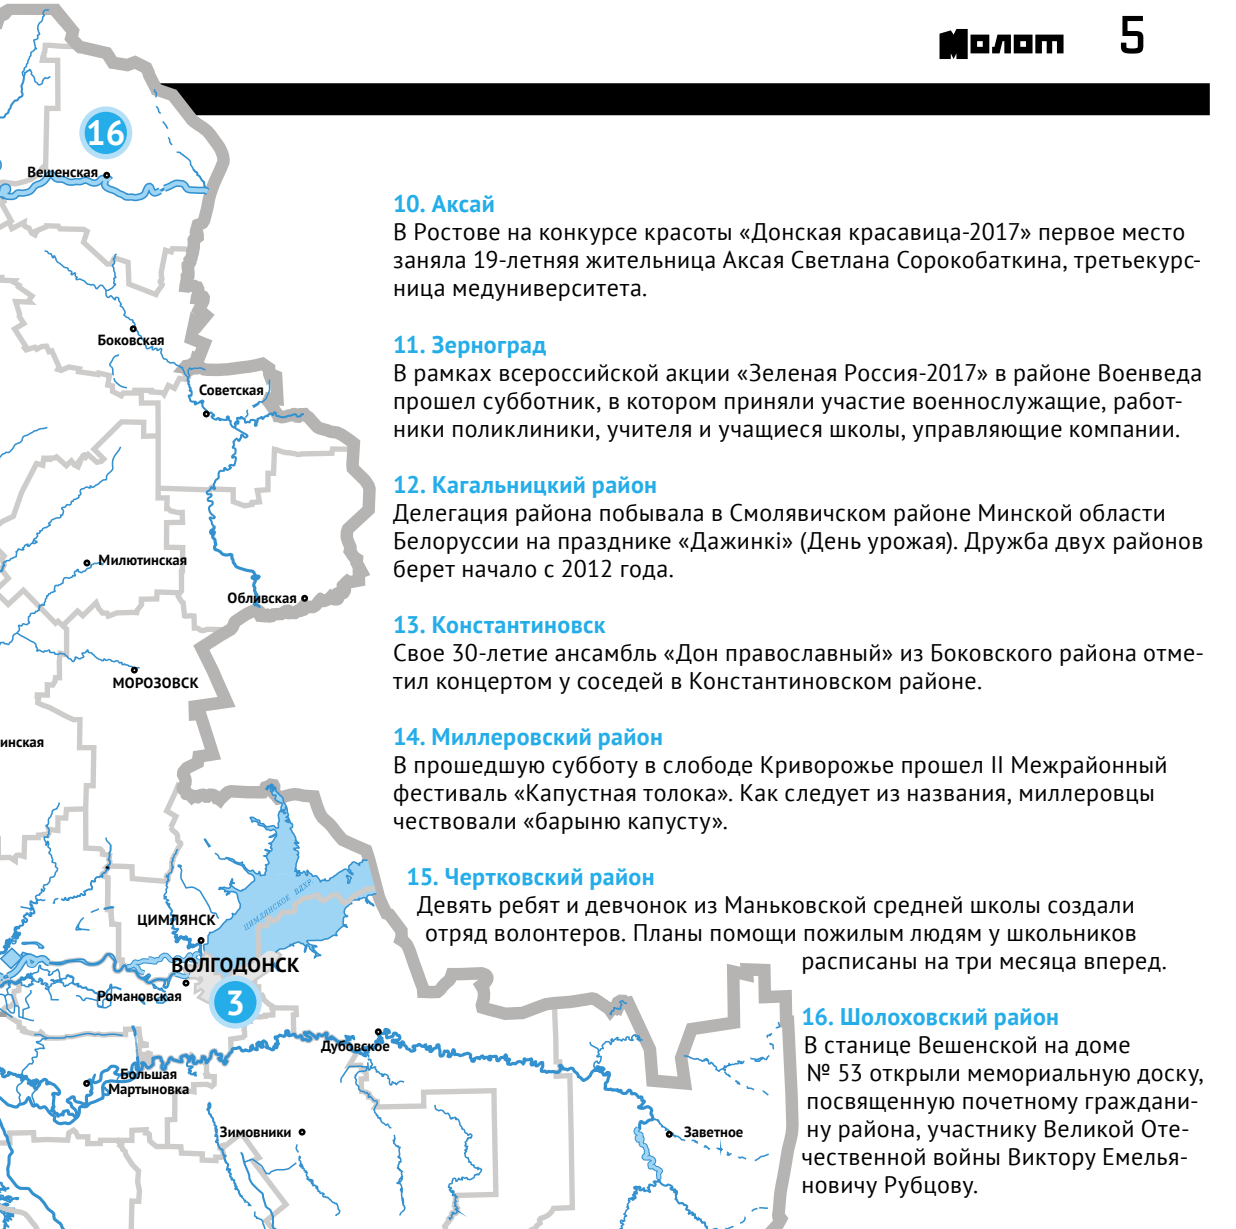 Молот 5
16
Вешенская
Боковская
Советская
Милютинская
Обливская
МОРОЗОВСК
инская
ЦИМЛЯНСКОЕ ВДХР.
ЦИМЛЯНСК
ВОЛГОДОНСК
Романовская
3
Дубовское
Большая
Мартыновка
Зимовники
Заветное
10. Аксай
В Ростове на конкурсе красоты «Донская красавица-2017» первое место
заняла 19-летняя жительница Аксая Светлана Сорокобаткина, третьекурс-
ница медуниверситета.
11. Зерноград
В рамках всероссийской акции «Зеленая Россия-2017» в районе Военведа
прошел субботник, в котором приняли участие военнослужащие, работ-
ники поликлиники, учителя и учащиеся школы, управляющие компании.
12. Кагальницкий район
Делегация района побывала в Смолявичском районе Минской области
Белоруссии на празднике «Дажинкi» (День урожая). Дружба двух районов
берет начало с 2012 года.
13. Константиновск
Свое 30-летие ансамбль «Дон православный» из Боковского района отме-
тил концертом у соседей в Константиновском районе.
14. Миллеровский район
В прошедшую субботу в слободе Криворожье прошел II Межрайонный
фестиваль «Капустная толока». Как следует из названия, миллеровцы
чествовали «барыню капусту».
15. Чертковский район
Девять ребят и девчонок из Маньковской средней школы создали
отряд волонтеров. Планы помощи пожилым людям у школьников
расписаны на три месяца вперед.
16. Шолоховский район
В станице Вешенской на доме
№ 53 открыли мемориальную доску,
посвященную почетному граждани-
ну района, участнику Великой Оте-
чественной войны Виктору Емелья-
новичу Рубцову.